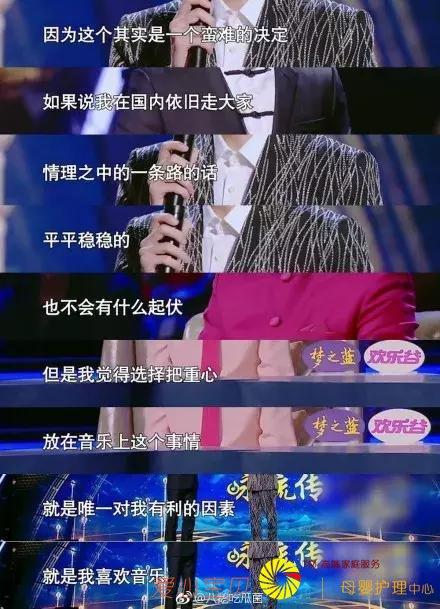 因为这个其实是一个蛮难的决定
如果说我在国内依旧走大家
情理之中的一条路的话
平平稳稳的
也不会有什么起伏
但是我觉得选择把重心
梦之蓝
欢乐谷
放在音乐上这个事情
梦之蓝
欢乐谷
就是唯一对我有利的因素
传
就是我喜欢音乐
家庭服务
母婴护理中心